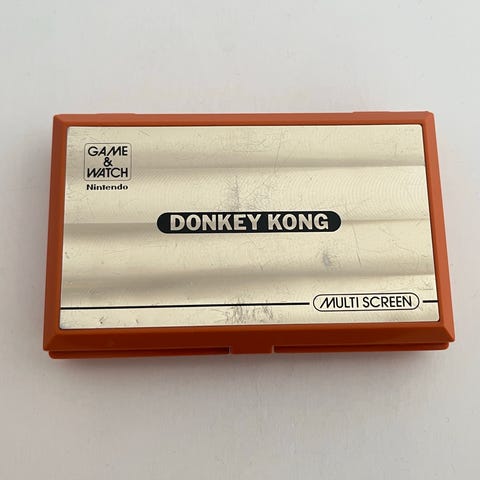 GAME
&
WATCH
Nintendo
DONKEY KONG
MULTI SCREEN